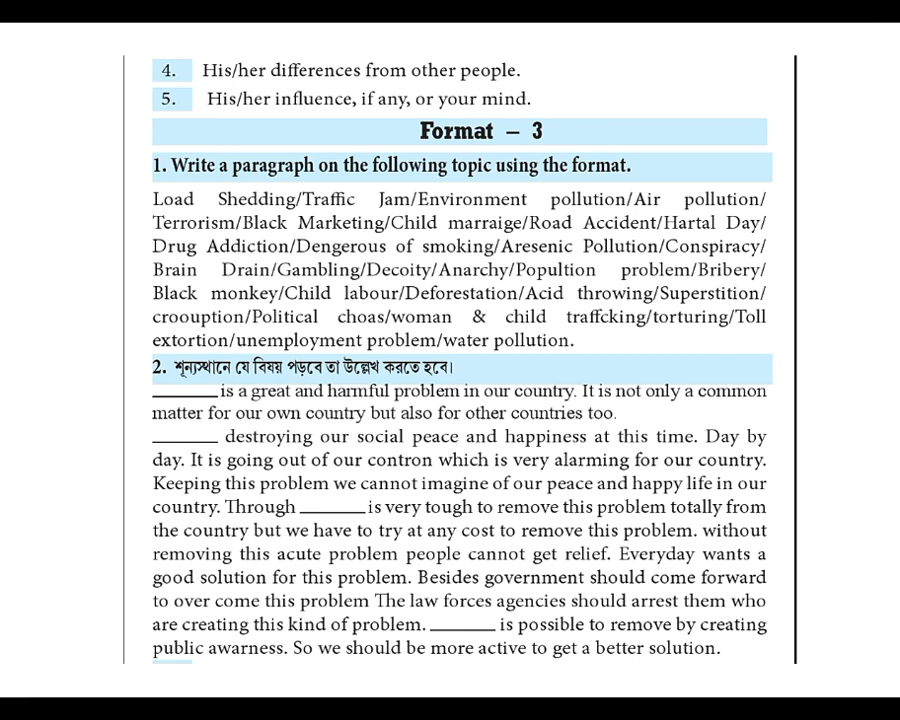 4. His/her differences from other people.
5. His/her influence, if any, or your mind.
Format – 3
1. Write a paragraph on the following topic using the format.
Load Shedding/Traffic Jam/Environment pollution/Air pollution/
Terrorism/Black Marketing/Child marraige/Road Accident/Hartal Day/
Drug Addiction/Dengerous of smoking/Aresenic Pollution/Conspiracy/
Brain Drain/Gambling/Decoity/Anarchy/Popultion problem/Bribery/
Black monkey/Child labour/Deforestation/Acid throwing/Superstition/
croouption/Political choas/woman & child traffcking/torturing/Toll
extortion/unemployment problem/water pollution.
2. শূন্যস্থানে যে বিষয় পড়বে তা উল্লেখ করতে হবে।
_______ is a great and harmful problem in our country. It is not only a common
matter for our own country but also for other countries too.
_______ destroying our social peace and happiness at this time. Day by
day. It is going out of our contron which is very alarming for our country.
Keeping this problem we cannot imagine of our peace and happy life in our
country. Through _______ is very tough to remove this problem totally from
the country but we have to try at any cost to remove this problem. without
removing this acute problem people cannot get relief. Everyday wants a
good solution for this problem. Besides government should come forward
to over come this problem The law forces agencies should arrest them who
are creating this kind of problem. _______ is possible to remove by creating
public awarness. So we should be more active to get a better solution.